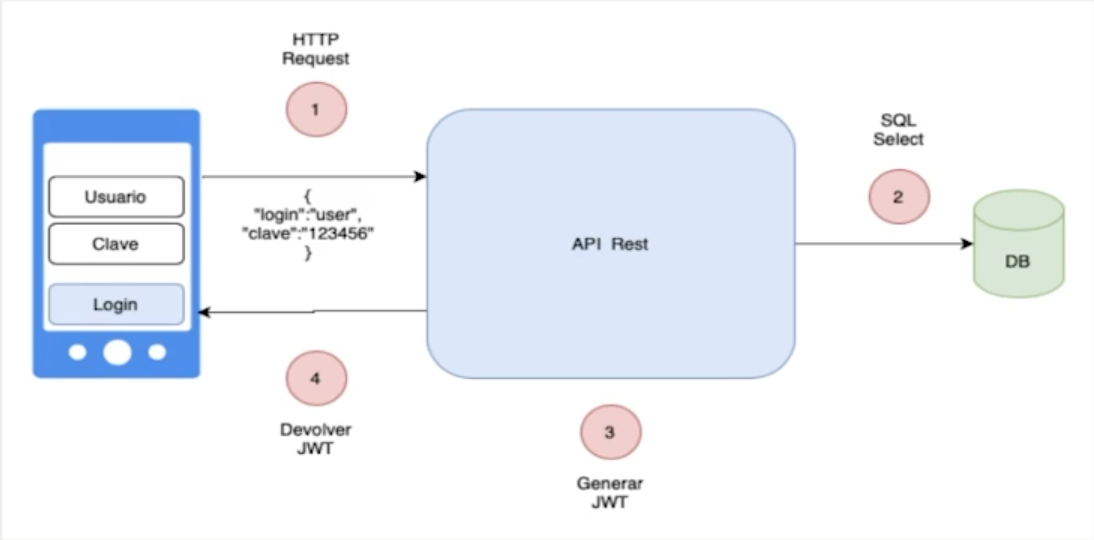 HTTP
Request
1
SQL
Select
2
Usuario
Clave
Login
{
"login":"user",
"clave":"123456"
}
API Rest
DB
4
Devolver
JWT
3
Generar
JWT